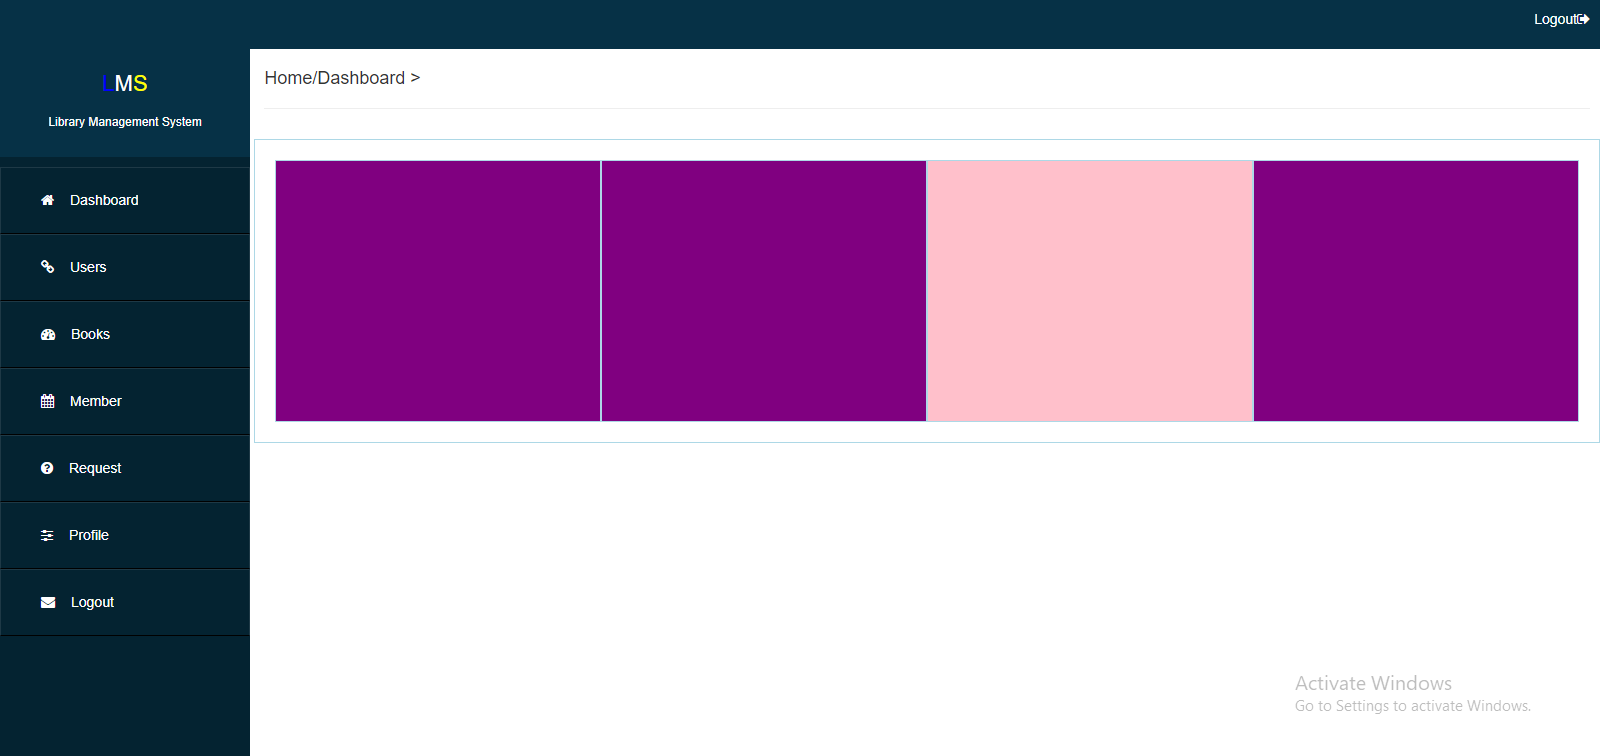 Logout
LMS
Library Management System
Home/Dashboard >
Dashboard
Users
Books
Member
Request
Profile
Logout
Activate Windows
Go to Settings to activate Windows.